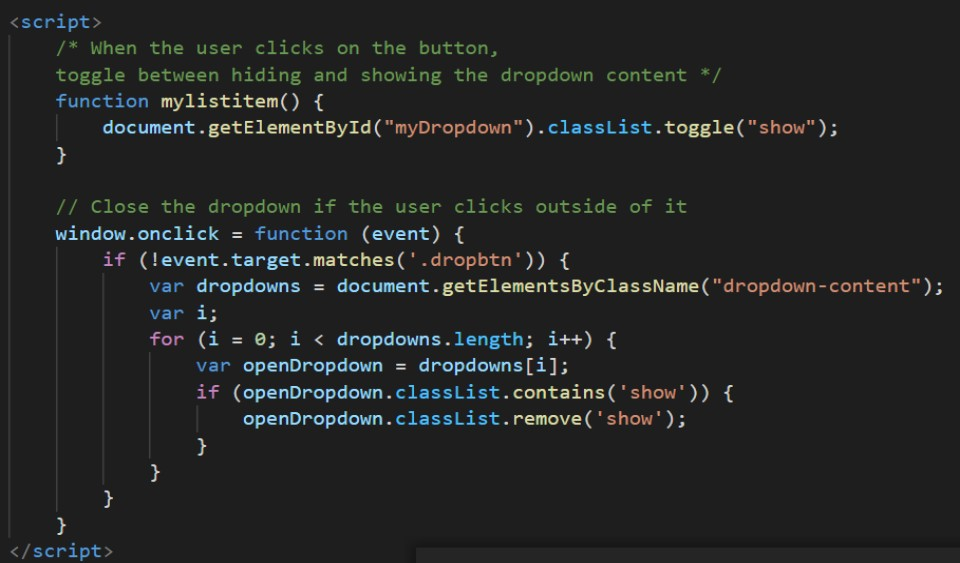 <script>
/* When the user clicks on the button,
toggle between hiding and showing the dropdown content */
function mylistitem() {
document.getElementById("myDropdown").classList.toggle("show");
}
// Close the dropdown if the user clicks outside of it
window.onclick = function (event) {
if (!event.target.matches('.dropbtn')) {
var dropdowns = document.getElementsByClassName("dropdown-content");
var i;
for (i = 0; i < dropdowns.length; i++) {
var openDropdown = dropdowns[i];
if (openDropdown.classList.contains('show')) {
openDropdown.classList.remove('show');
}
}
}
}
</script>